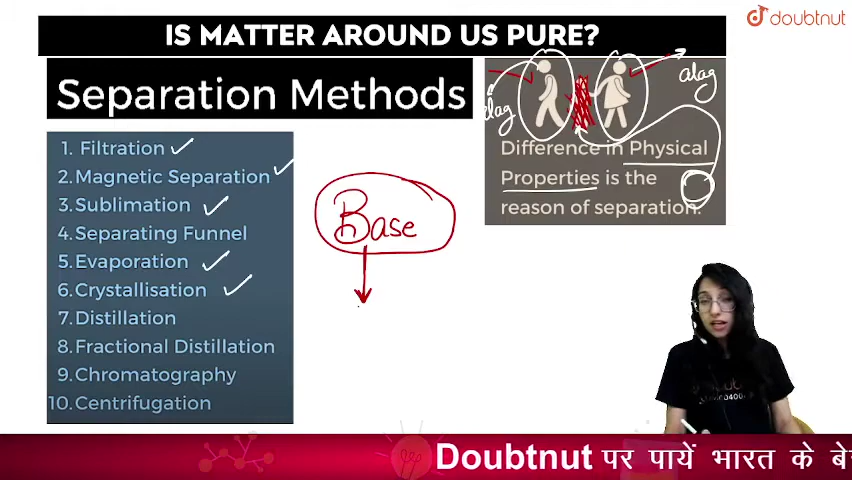 IS MATTER AROUND US PURE?
doubtnut
Separation Methods
alag
alag
Difference in Physical
Properties is the
reason of separation.
1. Filtration
2. Magnetic Separation
3. Sublimation
4. Separating Funnel
5. Evaporation
6. Crystallisation
7. Distillation
8. Fractional Distillation
9. Chromatography
10. Centrifugation
Base
Doubtnut पर पायें भारत के बे